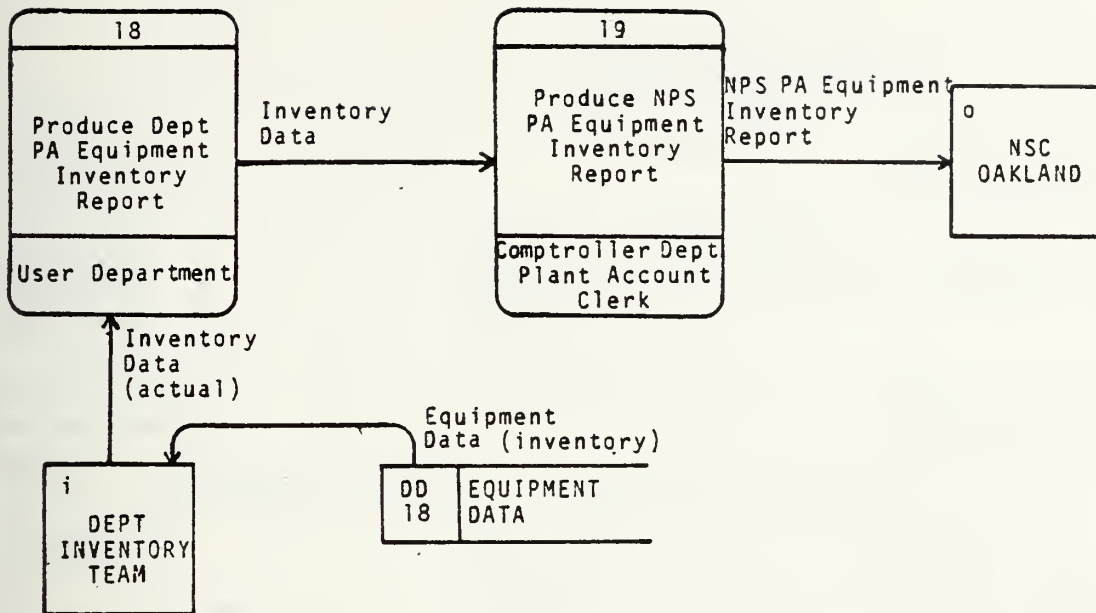 18
Produce Dept
PA Equipment
Inventory
Report
User Department
Inventory
Data
19
Produce NPS
PA Equipment
Inventory
Report
Comptroller Dept
Plant Account
Clerk
NPS PA Equipment
Inventory
Report
o
NSC
OAKLAND
Inventory
Data
(actual)
Equipment
Data (inventory)
i
DEPT
INVENTORY
TEAM
DD
18
EQUIPMENT
DATA